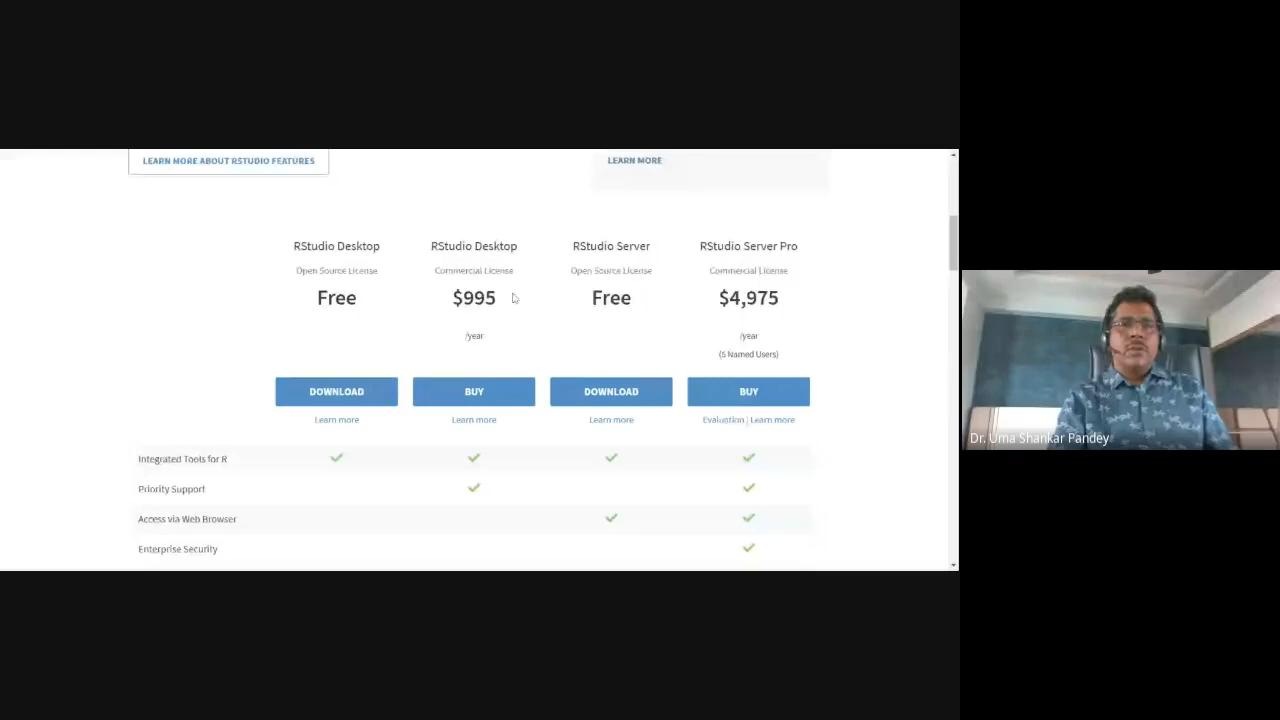 LEARN MORE ABOUT RSTUDIO FEATURES
LEARN MORE
RStudio Desktop RStudio Desktop RStudio Server RStudio Server Pro
Open Source License Commercial License Open Source License Commercial License
Free $995 Free $4,975
/year /year
(5 Named Users)
DOWNLOAD BUY DOWNLOAD BUY
Learn more Learn more Learn more Evaluation | Learn more
Integrated Tools for R
Priority Support
Access via Web Browser
Enterprise Security
Dr. Uma Shankar Pandey